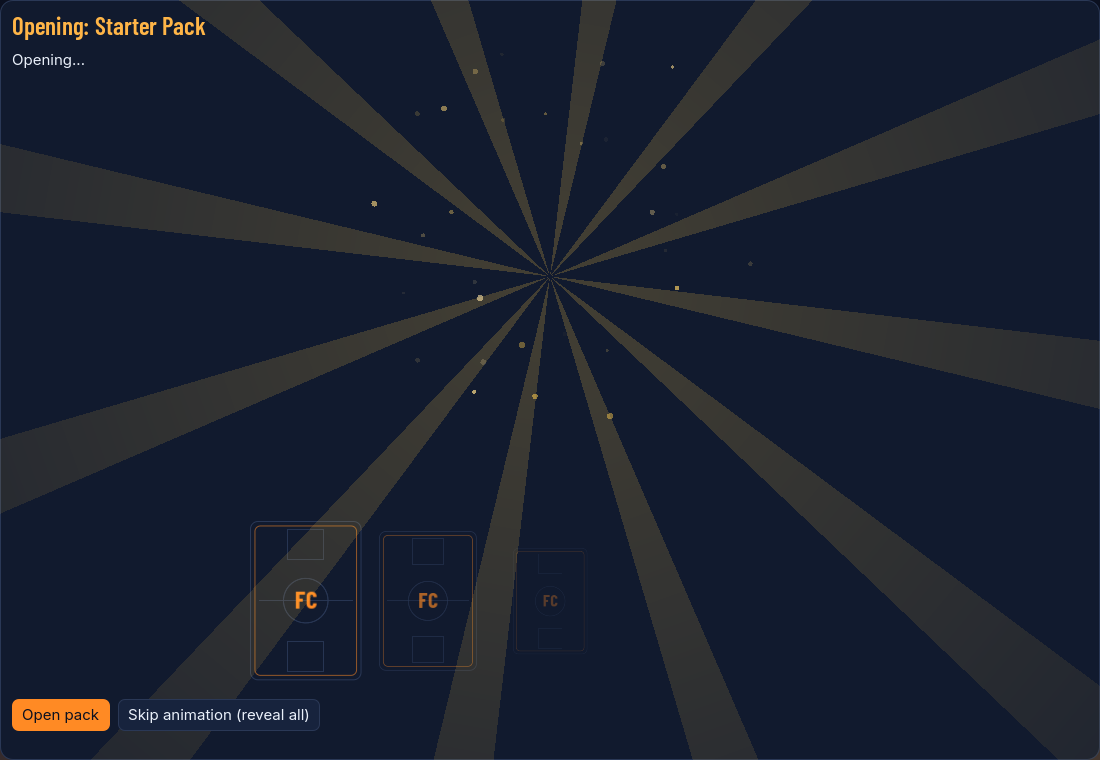 Opening: Starter Pack
Opening...
FC
FC
FC
Open pack
Skip animation (reveal all)